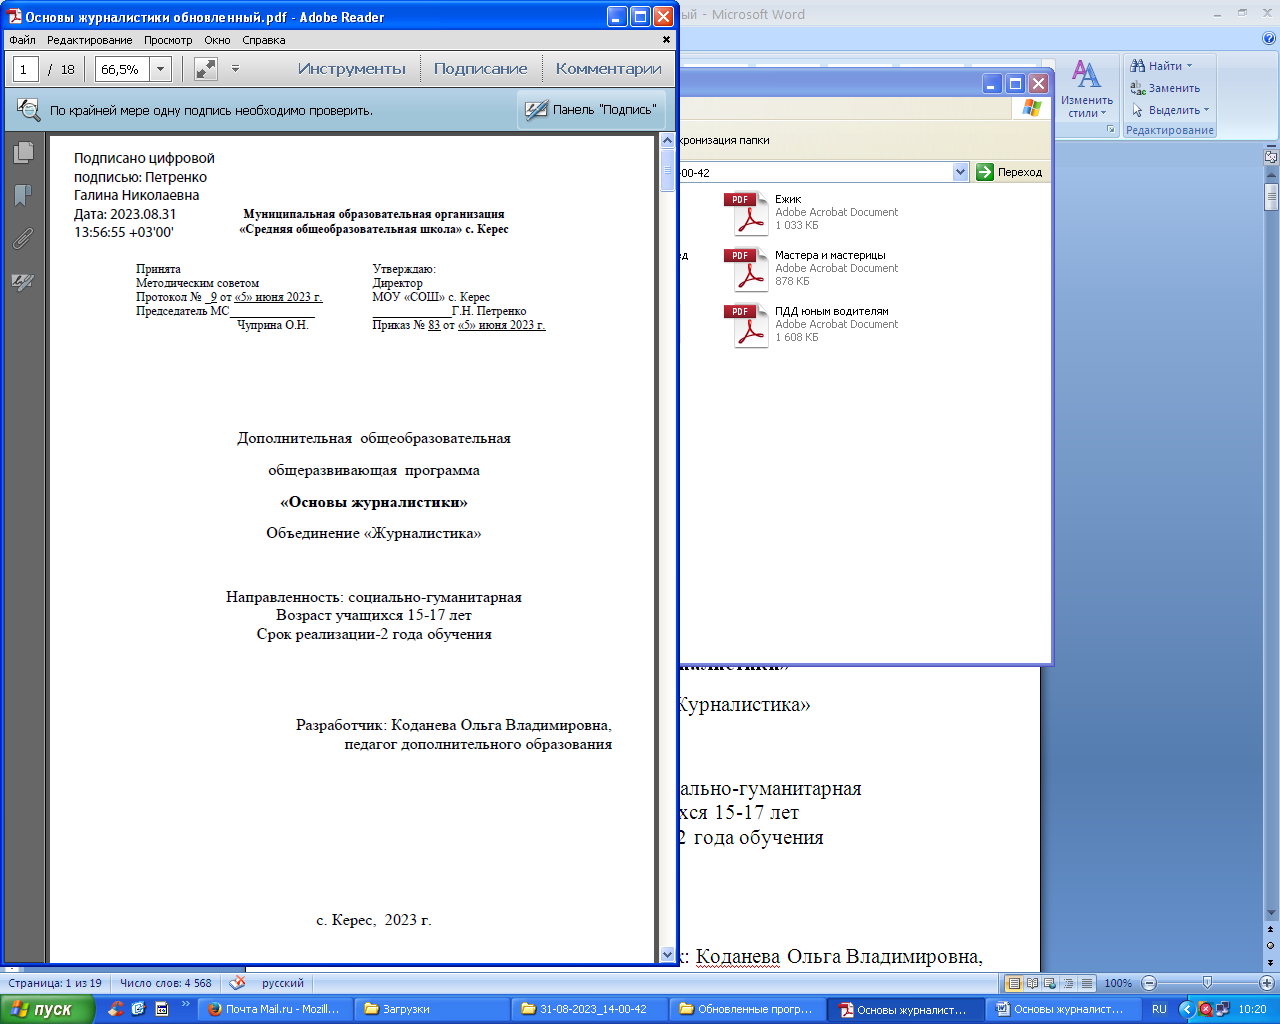 Основы журналистики обновленный.pdf - Adobe Reader
ый - Microsoft Word
Файл Редактирование Просмотр Окно Справка
1 / 18 66,5% Инструменты Подписание Комментарии
По крайней мере одну подпись необходимо проверить. Панель "Подпись"
Подписано цифровой
подписью: Петренко
Галина Николаевна
Дата: 2023.08.31
13:56:55 +03'00'
Муниципальная образовательная организация
«Средняя общеобразовательная школа» с. Керес
Принята
Методическим советом
Протокол № _9 от «5» июня 2023 г.
Председатель МС______________
Чуприна О.Н.
Утверждаю:
Директор
МОУ «СОШ» с. Керес
_____________Г.Н. Петренко
Приказ № 83 от «5» июня 2023 г.
Дополнительная общеобразовательная
общеразвивающая программа
«Основы журналистики»
Объединение «Журналистика»
Направленность: социально-гуманитарная
Возраст учащихся 15-17 лет
Срок реализации-2 года обучения
Разработчик: Коданева Ольга Владимировна,
педагог дополнительного образования
с. Керес, 2023 г.
хронизация папки
-00-42 Переход
ед
PDF Ежик
Adobe Acrobat Document
1 033 КБ
PDF Мастера и мастерицы
Adobe Acrobat Document
878 КБ
PDF ПДД юным водителям
Adobe Acrobat Document
1 608 КБ
Изменить
стили
Найти
Заменить
Выделить
Редактирование
налистики»
Журналистика»
ально-гуманитарная
хся 15-17 лет
2 года обучения
к: Коданева Ольга Владимировна,
Страница: 1 из 19 Число слов: 4 568 русский 100%
пуск Почта Mail.ru - Mozill... Загрузки 31-08-2023_14-00-42 Обновленные прогр... Основы журналист... Основы журналист... RU 10:20